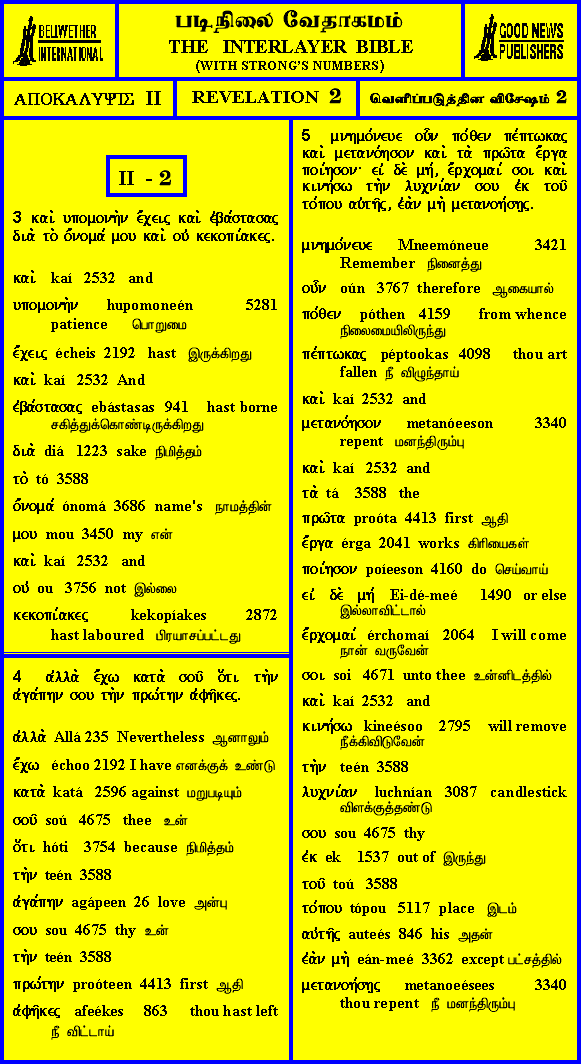 BELLWETHER
INTERNATIONAL
படிநிலை வேதாகமம்
THE INTERLAYER BIBLE
(WITH STRONG'S NUMBERS)
GOOD NEWS
PUBLISHERS
ΑΠΟΚΑΛΥΨΙΣ II
REVELATION 2
வெளிப்படுத்தின விசேஷம் 2
II - 2
3 καὶ υπομονὴν ἔχεις καὶ ἐβάστασας
διὰ τὸ ὄνομά μου καὶ οὐ κεκοπίακες.
καὶ kaí 2532 and
υπομονὴν hupomoneén 5281
patience பொறுமை
ἔχεις écheis 2192 hast இருக்கிறது
καὶ kaí 2532 And
ἐβάστασας ebástasas 941 hast borne
சகித்துக்கொண்டிருக்கிறது
διὰ diá 1223 sake நிமித்தம்
τὸ tó 3588
ὄνομά ónomá 3686 name's நாமத்தின்
μου mou 3450 my என்
καὶ kaí 2532 and
οὐ ou 3756 not இல்லை
κεκοπίακες kekopíakes 2872
hast laboured பிரயாசப்பட்டது
4 ἀλλὰ ἔχω κατὰ σοῦ ὅτι τὴν
ἀγάπην σου τὴν πρώτην ἀφῆκες.
ἀλλὰ Allá 235 Nevertheless ஆனாலும்
ἔχω échoo 2192 I have எனக்குக் உண்டு
κατὰ katá 2596 against மறுபடியும்
σοῦ soú 4675 thee உன்
ὅτι hóti 3754 because நிமித்தம்
τὴν teén 3588
ἀγάπην agápeen 26 love அன்பு
σου sou 4675 thy உன்
τὴν teén 3588
πρώτην proóteen 4413 first ஆதி
ἀφῆκες afeékes 863 thou hast left
நீ விட்டாய்
5 μνημόνευε οὖν πόθεν πέπτωκας
καὶ μετανόησον καὶ τὰ πρῶτα ἔργα
ποίησον· εἰ δὲ μή, ἔρχομαί σοι καὶ
κινήσω τὴν λυχνίαν σου ἐκ τοῦ
τόπου αὐτῆς, ἐὰν μὴ μετανοήσῃς.
μνημόνευε Mneemóneue 3421
Remember நினைத்து
οὖν oún 3767 therefore ஆகையால்
πόθεν póthen 4159 from whence
நிலைமையிலிருந்து
πέπτωκας péptookas 4098 thou art
fallen நீ விழுந்தாய்
καὶ kaí 2532 and
μετανόησον metanóeeson 3340
repent மனந்திரும்பு
καὶ kaí 2532 and
τὰ tá 3588 the
πρῶτα proóta 4413 first ஆதி
ἔργα érga 2041 works கிரியைகள்
ποίησον poíeeson 4160 do செய்வாய்
εἰ δὲ μή Ei-dé-meé 1490 or else
இல்லாவிட்டால்
ἔρχομαί érchomaí 2064 I will come
நான் வருவேன்
σοι soi 4671 unto thee உன்னிடத்தில்
καὶ kaí 2532 and
κινήσω kineésoo 2795 will remove
நீக்கிவிடுவேன்
τὴν teén 3588
λυχνίαν luchnían 3087 candlestick
விளக்குத்தண்டு
σου sou 4675 thy
ἐκ ek 1537 out of இருந்து
τοῦ toú 3588
τόπου tópou 5117 place இடம்
αὐτῆς auteés 846 his அதன்
ἐὰν μὴ eán-meé 3362 except பட்சத்தில்
μετανοήσῃς metanoeésees 3340
thou repent நீ மனந்திரும்பு